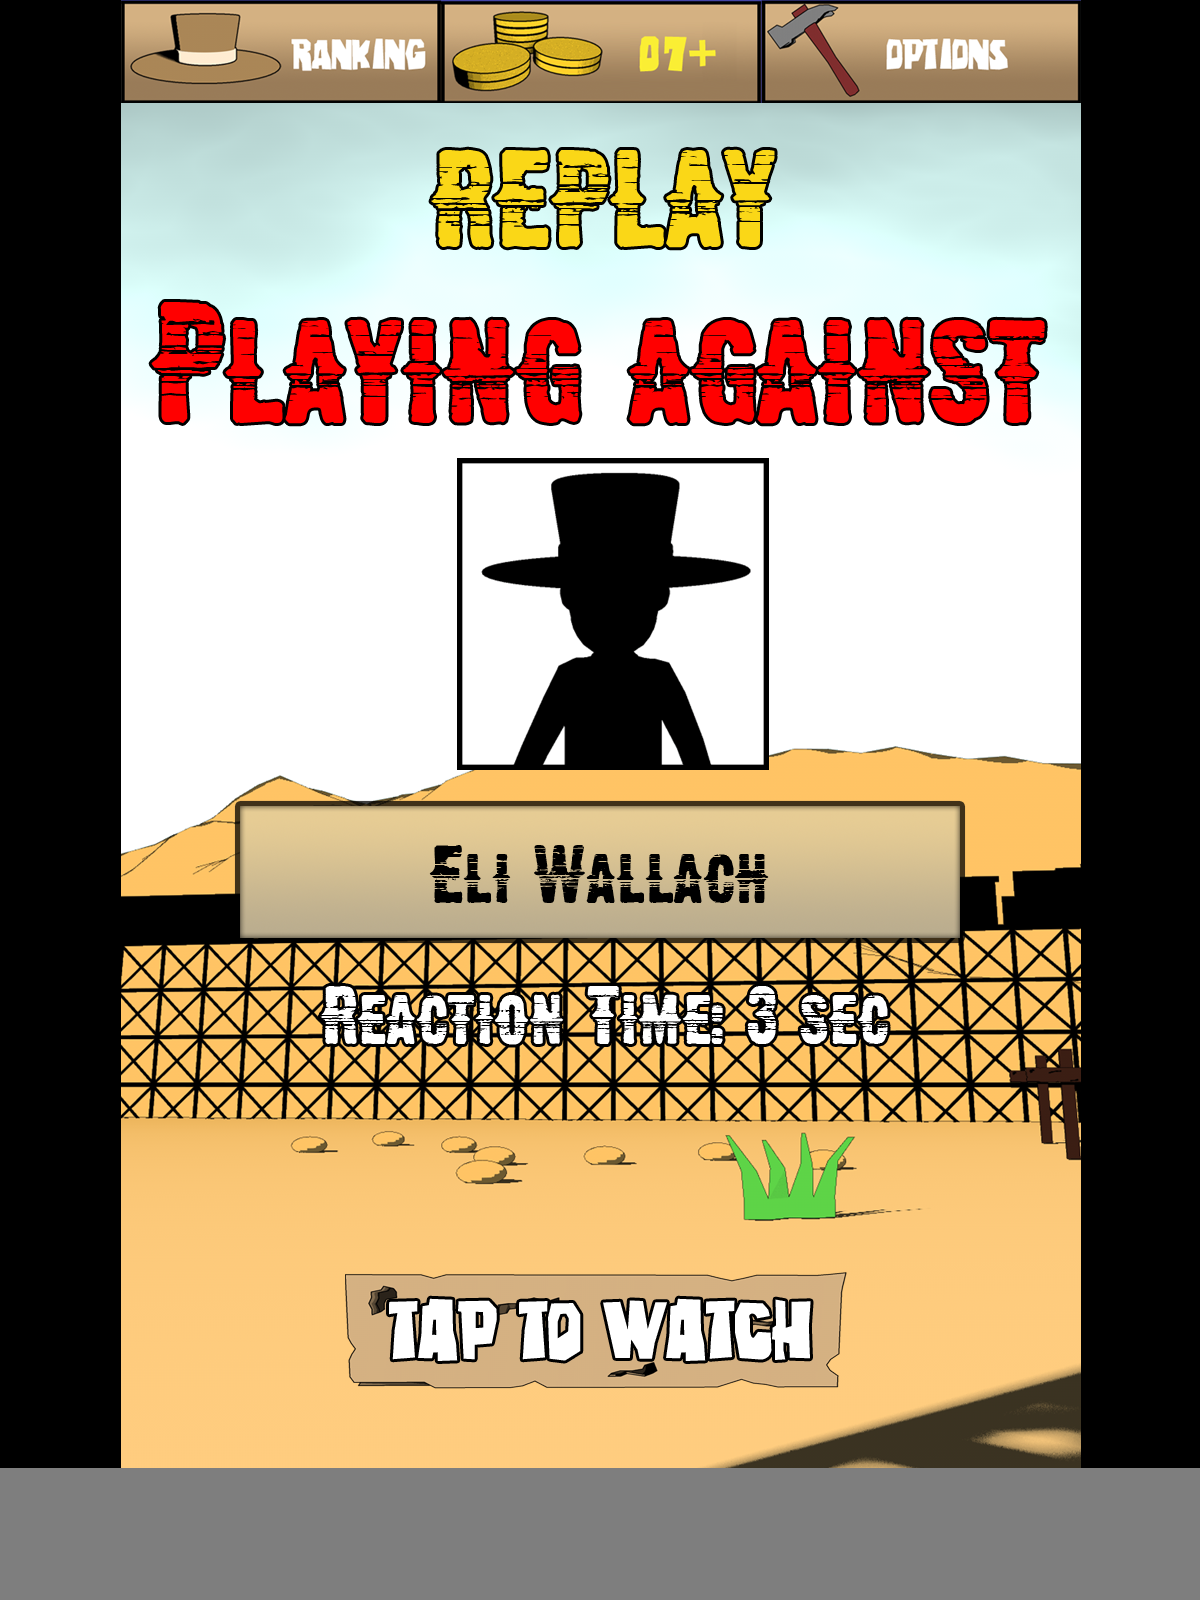 RANKING 07+ OPTIONS
REPLAY
PLAYING AGAINST
ELI WALLACH
REACTION TIME: 3 SEC
TAP TO WATCH